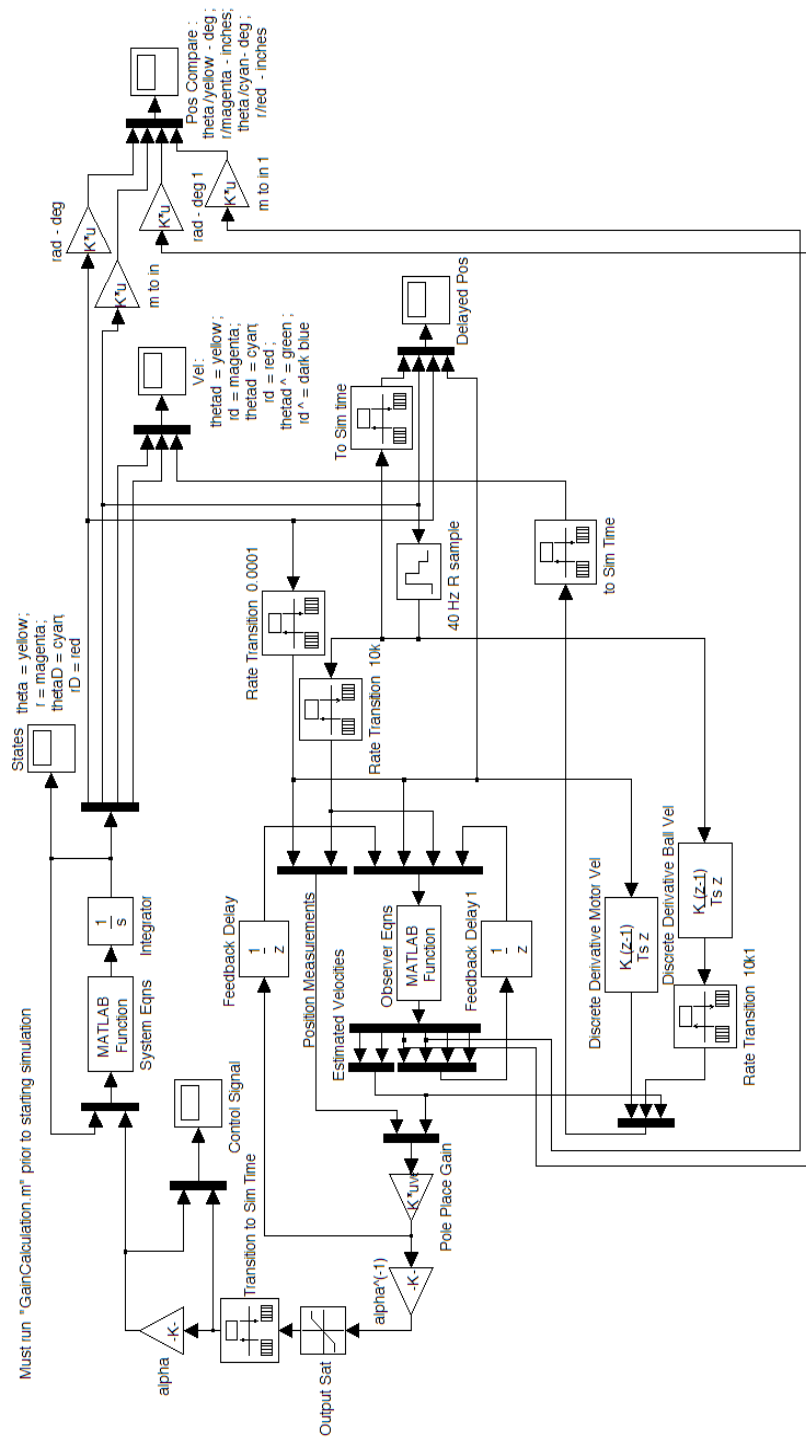 Must run "GainCalculation.m" prior to starting simulation
States
theta = yellow;
r = magenta;
thetaD = cyan;
rD = red
MATLAB
Function
System Eqns
1
s
Integrator
rad - deg
K*u
K*u
m to in
K*u
rad - deg 1
K*u
m to in 1
Pos Compare :
theta/yellow - deg ;
r/magenta - inches;
theta/cyan- deg ;
r/red - inches
Vel :
thetad = yellow ;
rd = magenta;
thetad = cyan;
rd = red ;
thetad ^ = green ;
rd ^ = dark blue
alpha
-K-
Control Signal
Transition to Sim Time
Output Sat
alpha^(-1)
-K-
K*uv
Pole Place Gain
Feedback Delay
1
z
Position Measurements
Estimated Velocities
Observer Eqns
MATLAB
Function
Feedback Delay 1
1
z
Rate Transition 0.0001
Rate Transition 10k
40 Hz R sample
To Sim time
Delayed Pos
to Sim Time
Discrete Derivative Motor Vel
K (z-1)
Ts z
Discrete Derivative Ball Vel
K (z-1)
Ts z
Rate Transition 10k1